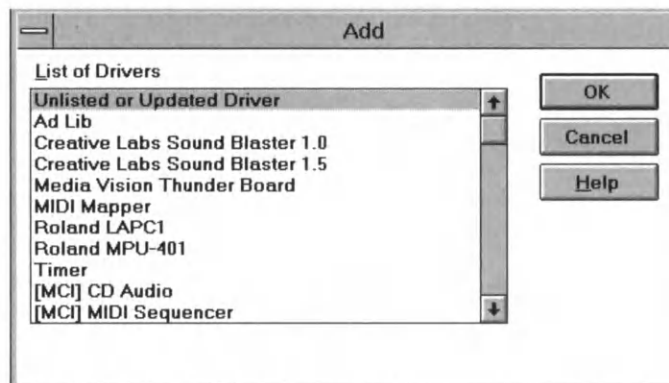 Add
List of Drivers
Unlisted or Updated Driver
Ad Lib
Creative Labs Sound Blaster 1.0
Creative Labs Sound Blaster 1.5
Media Vision Thunder Board
MIDI Mapper
Roland LAPC1
Roland MPU-401
Timer
[MCI] CD Audio
[MCI] MIDI Sequencer
OK
Cancel
Help